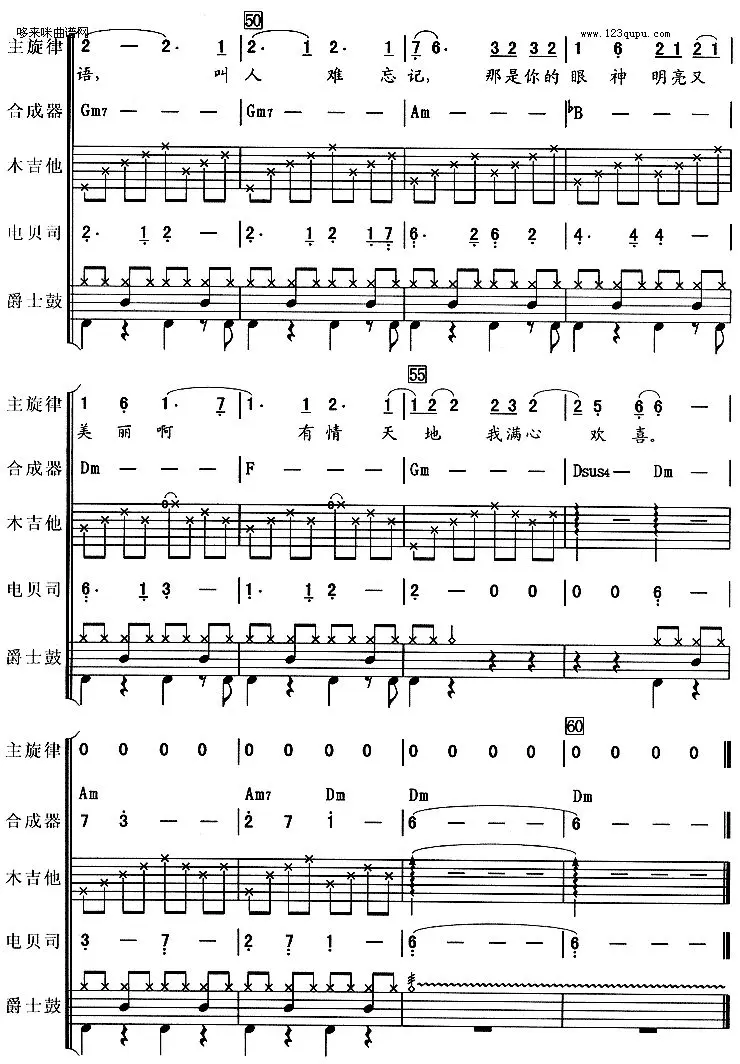 哆来咪曲谱网
www.123qupu.com
50
主旋律 2 — 2· 1 2· 1 2· 1 7 6· 3 2 3 2 1 6 2 1 2 1
语, 叫 人 难 忘 记, 那是你的 眼 神 明亮又
合成器 Gm7 — — — Gm7 — — — Am — — — ♭B — — —
木吉他
电贝司 2· 1 2 — 2· 1 2 1 7 6· 2 6 2· 4· 4 4 —
爵士鼓
55
主旋律 1 6 1· 7 1· 1 2· 1 1 2 2 2 3 2 2 5 6 6 —
美 丽 啊 有 情 天 地 我满心 欢 喜。
合成器 Dm — — — F — — — Gm — — — Dsus4 — Dm —
木吉他
电贝司 6· 1 3 — 1· 1 2 — 2 — 0 0 0 0 6 —
爵士鼓
60
主旋律 0 0 0 0 0 0 0 0 0 0 0 0 0 0 0 0
Am Am7 Dm Dm Dm
合成器 7 3 — — 2 7 1 — 6 — — — 6 — — —
木吉他
电贝司 3 — 7 — 2 7 1 — 6 — — — 6 — — —
爵士鼓